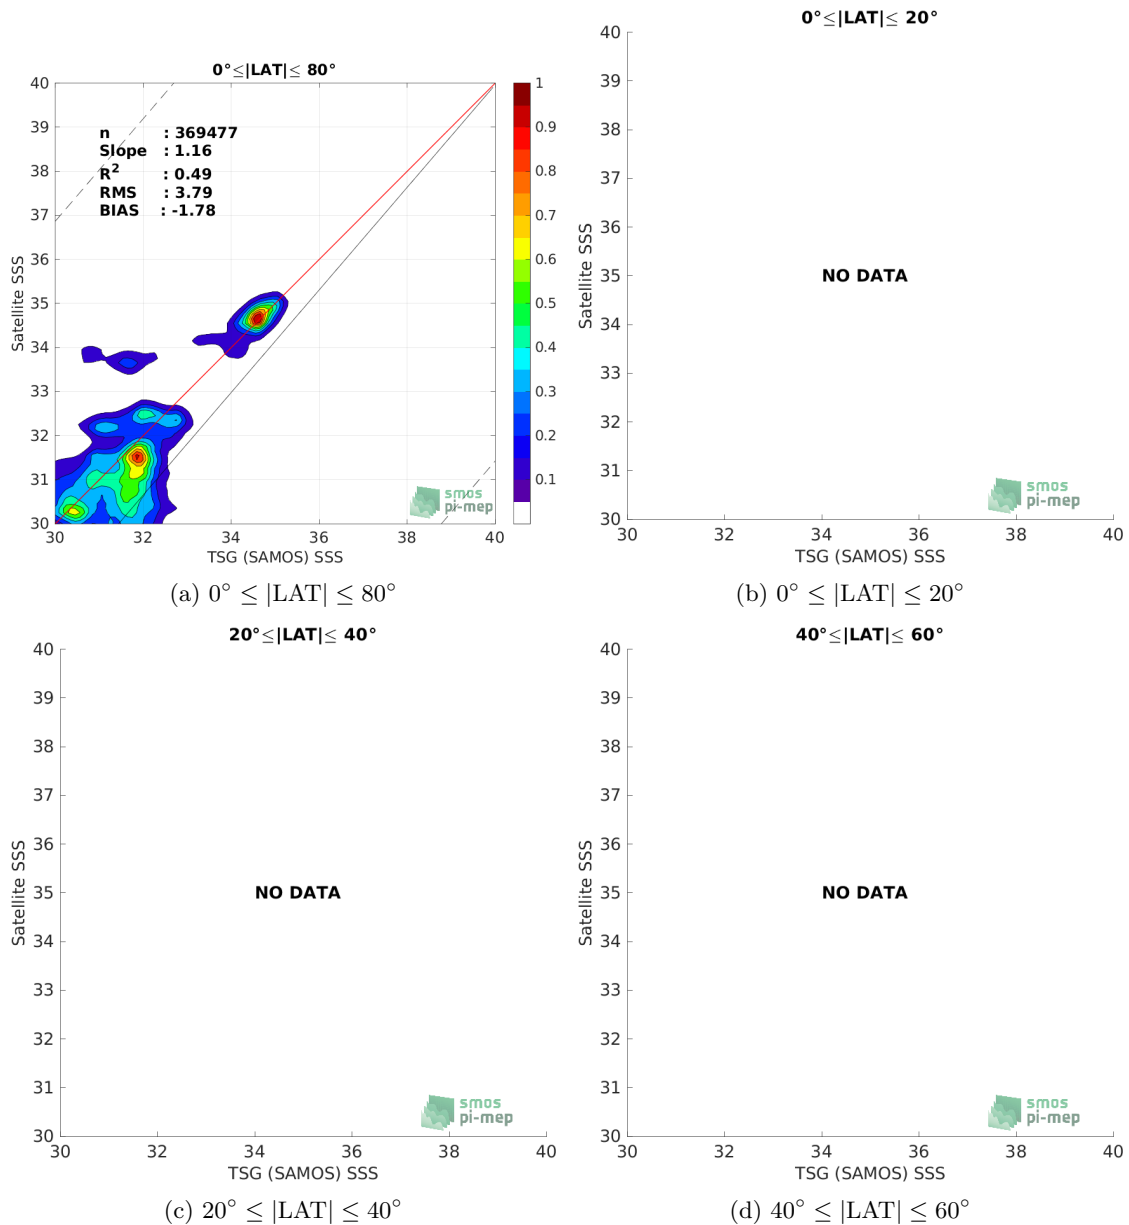 0°≤|LAT|≤ 80°
40
39
38
37
36
35
34
33
32
31
30
Satellite SSS
n : 369477
Slope : 1.16
R2 : 0.49
RMS : 3.79
BIAS : -1.78
smos
pi-mep
30 32 34 36 38 40
TSG (SAMOS) SSS
1
0.9
0.8
0.7
0.6
0.5
0.4
0.3
0.2
0.1
(a) 0° ≤ |LAT| ≤ 80°
0°≤|LAT|≤ 20°
40
39
38
37
36
35
34
33
32
31
30
Satellite SSS
NO DATA
smos
pi-mep
30 32 34 36 38 40
TSG (SAMOS) SSS
(b) 0° ≤ |LAT| ≤ 20°
20°≤|LAT|≤ 40°
40
39
38
37
36
35
34
33
32
31
30
Satellite SSS
NO DATA
smos
pi-mep
30 32 34 36 38 40
TSG (SAMOS) SSS
(c) 20° ≤ |LAT| ≤ 40°
40°≤|LAT|≤ 60°
40
39
38
37
36
35
34
33
32
31
30
Satellite SSS
NO DATA
smos
pi-mep
30 32 34 36 38 40
TSG (SAMOS) SSS
(d) 40° ≤ |LAT| ≤ 60°